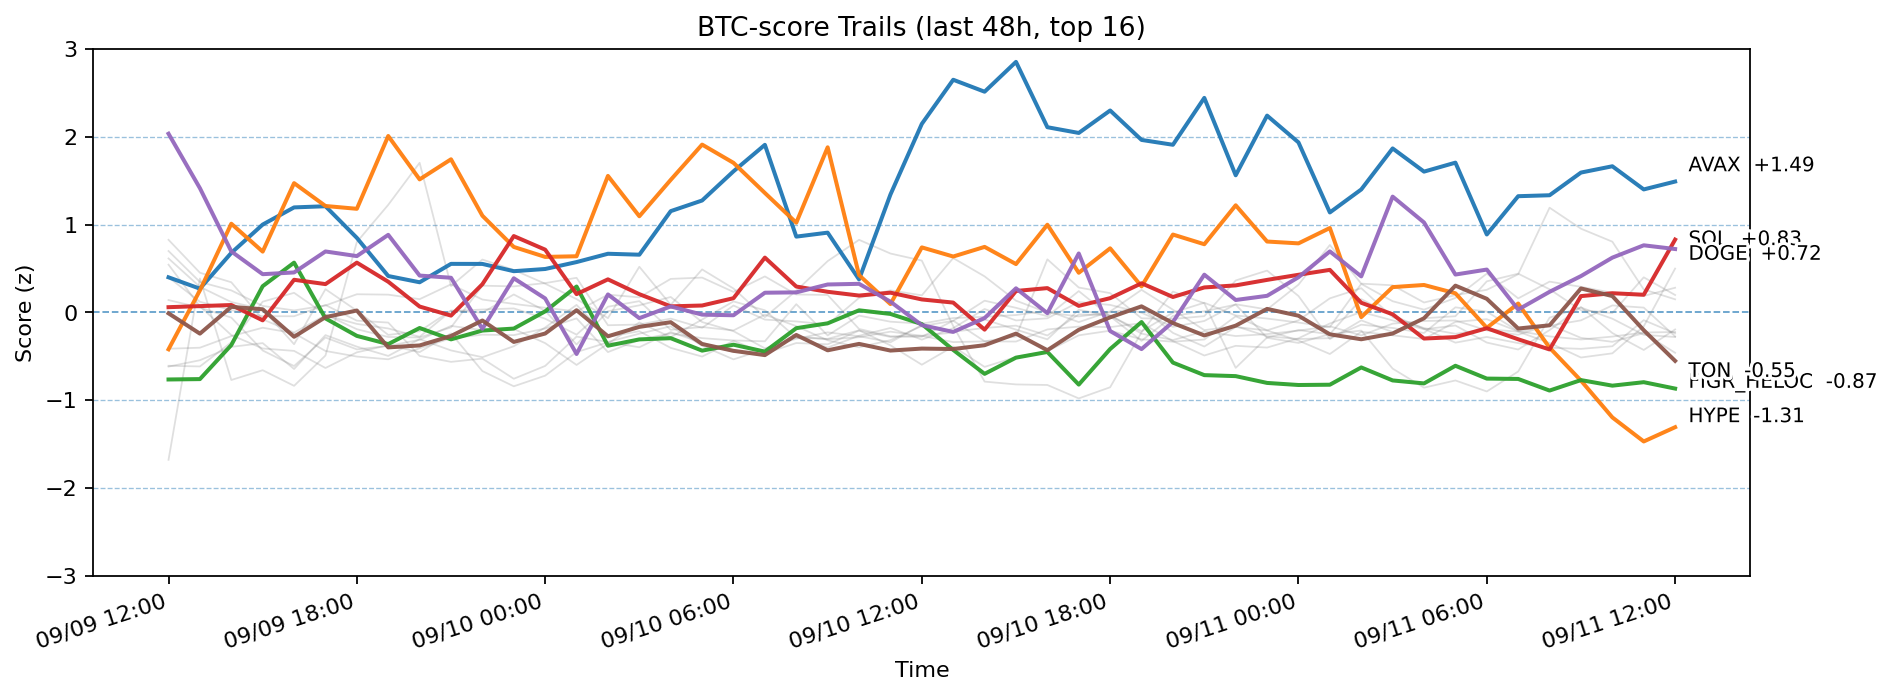 BTC-score Trails (last 48h, top 16)
Score (z)
3
2
1
0
−1
−2
−3
AVAX +1.49
SOL +0.83
DOGE +0.72
TON -0.55
FIGR_HELOC -0.87
HYPE -1.31
09/09 12:00
09/09 18:00
09/10 00:00
09/10 06:00
09/10 12:00
09/10 18:00
09/11 00:00
09/11 06:00
09/11 12:00
Time